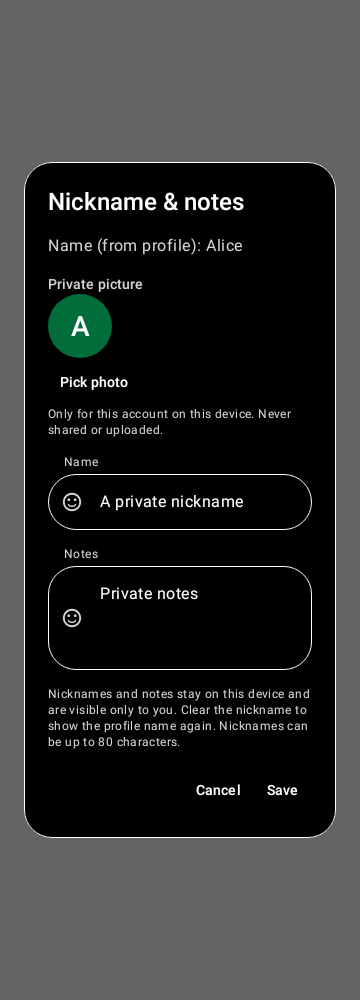 Nickname & notes
Name (from profile): Alice
Private picture
A
Pick photo
Only for this account on this device. Never
shared or uploaded.
Name
A private nickname
Notes
Private notes
Nicknames and notes stay on this device and
are visible only to you. Clear the nickname to
show the profile name again. Nicknames can
be up to 80 characters.
Cancel Save